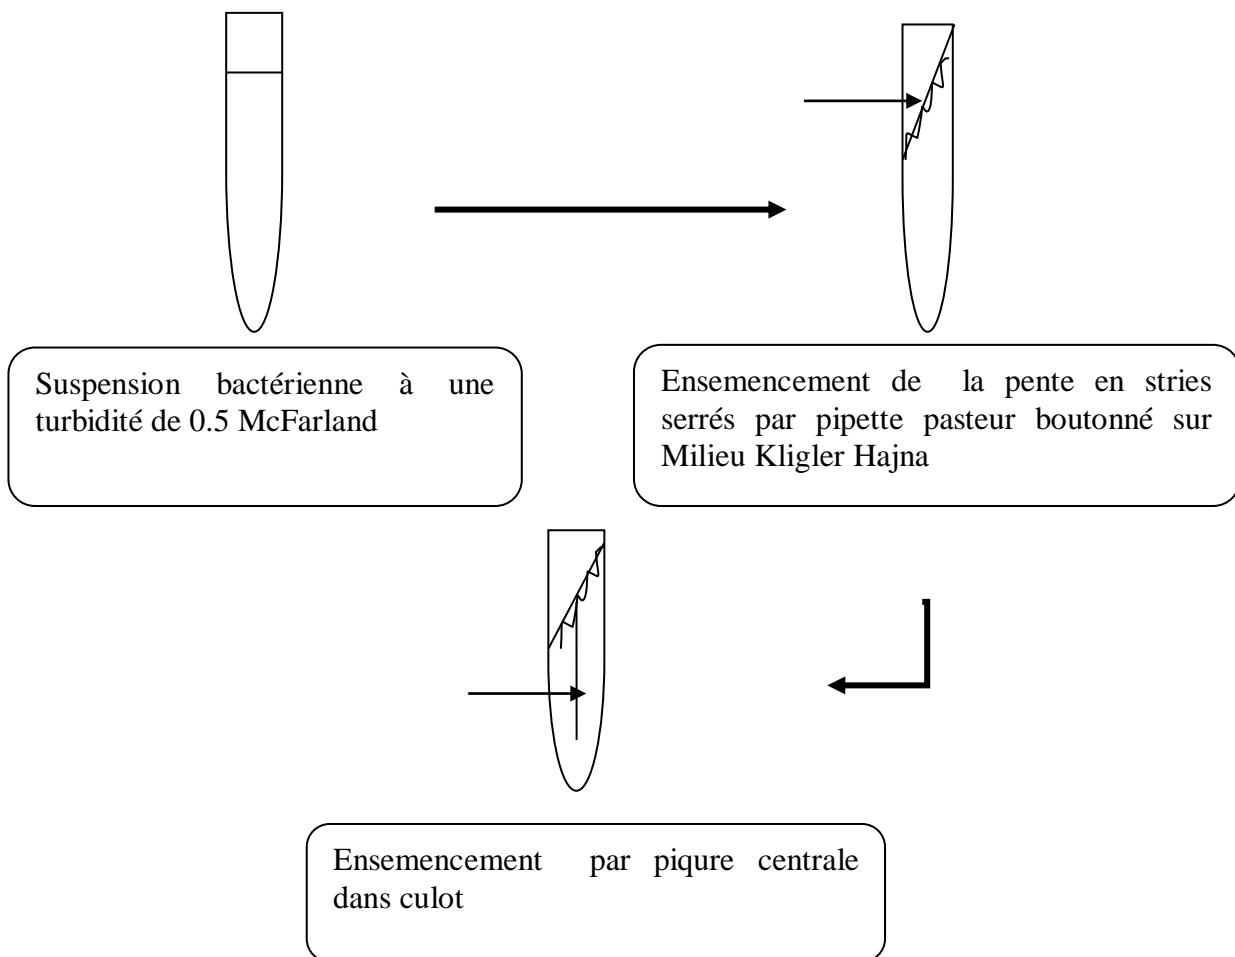 Suspension bactérienne à une
turbidité de 0.5 McFarland
Ensemencement de la pente en stries
serrés par pipette pasteur boutonné sur
Milieu Kligler Hajna
Ensemencement par piqure centrale
dans culot